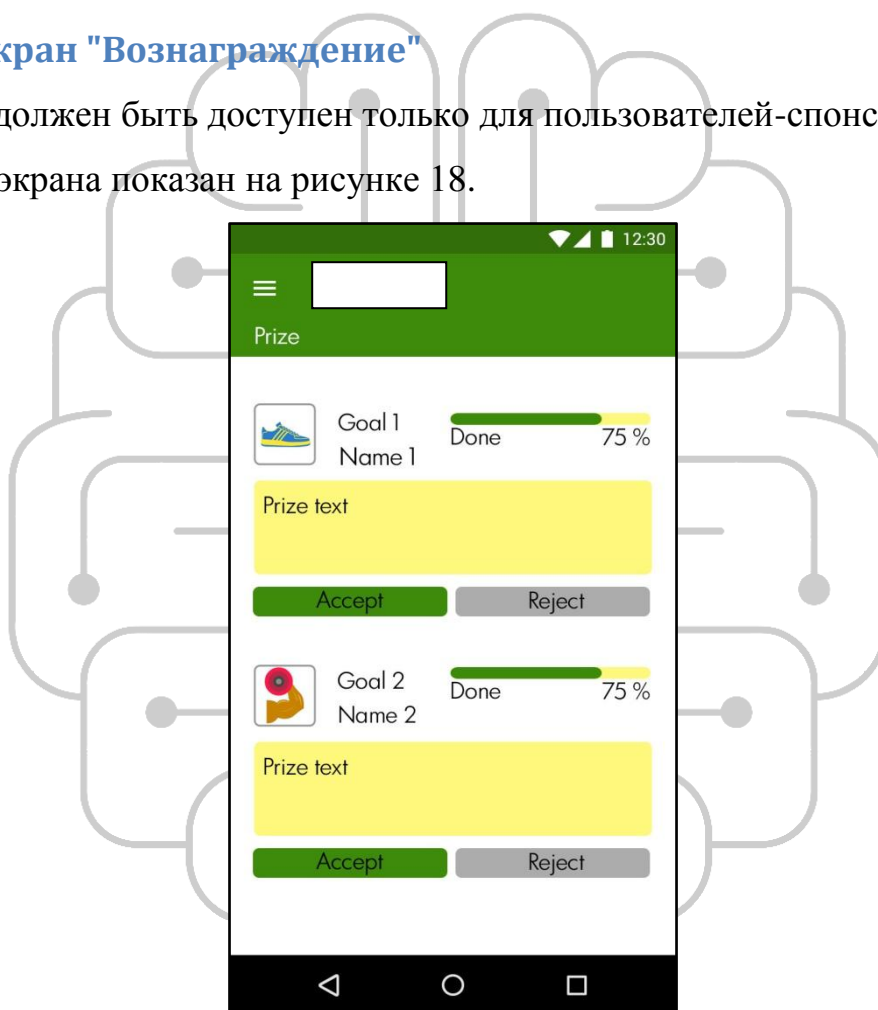 кран "Вознаграждение"
должен быть доступен только для пользователей-спонс
экрана показан на рисунке 18.
12:30
Prize
Goal 1
Name 1
Done 75 %
Prize text
Accept Reject
Goal 2
Name 2
Done 75 %
Prize text
Accept Reject